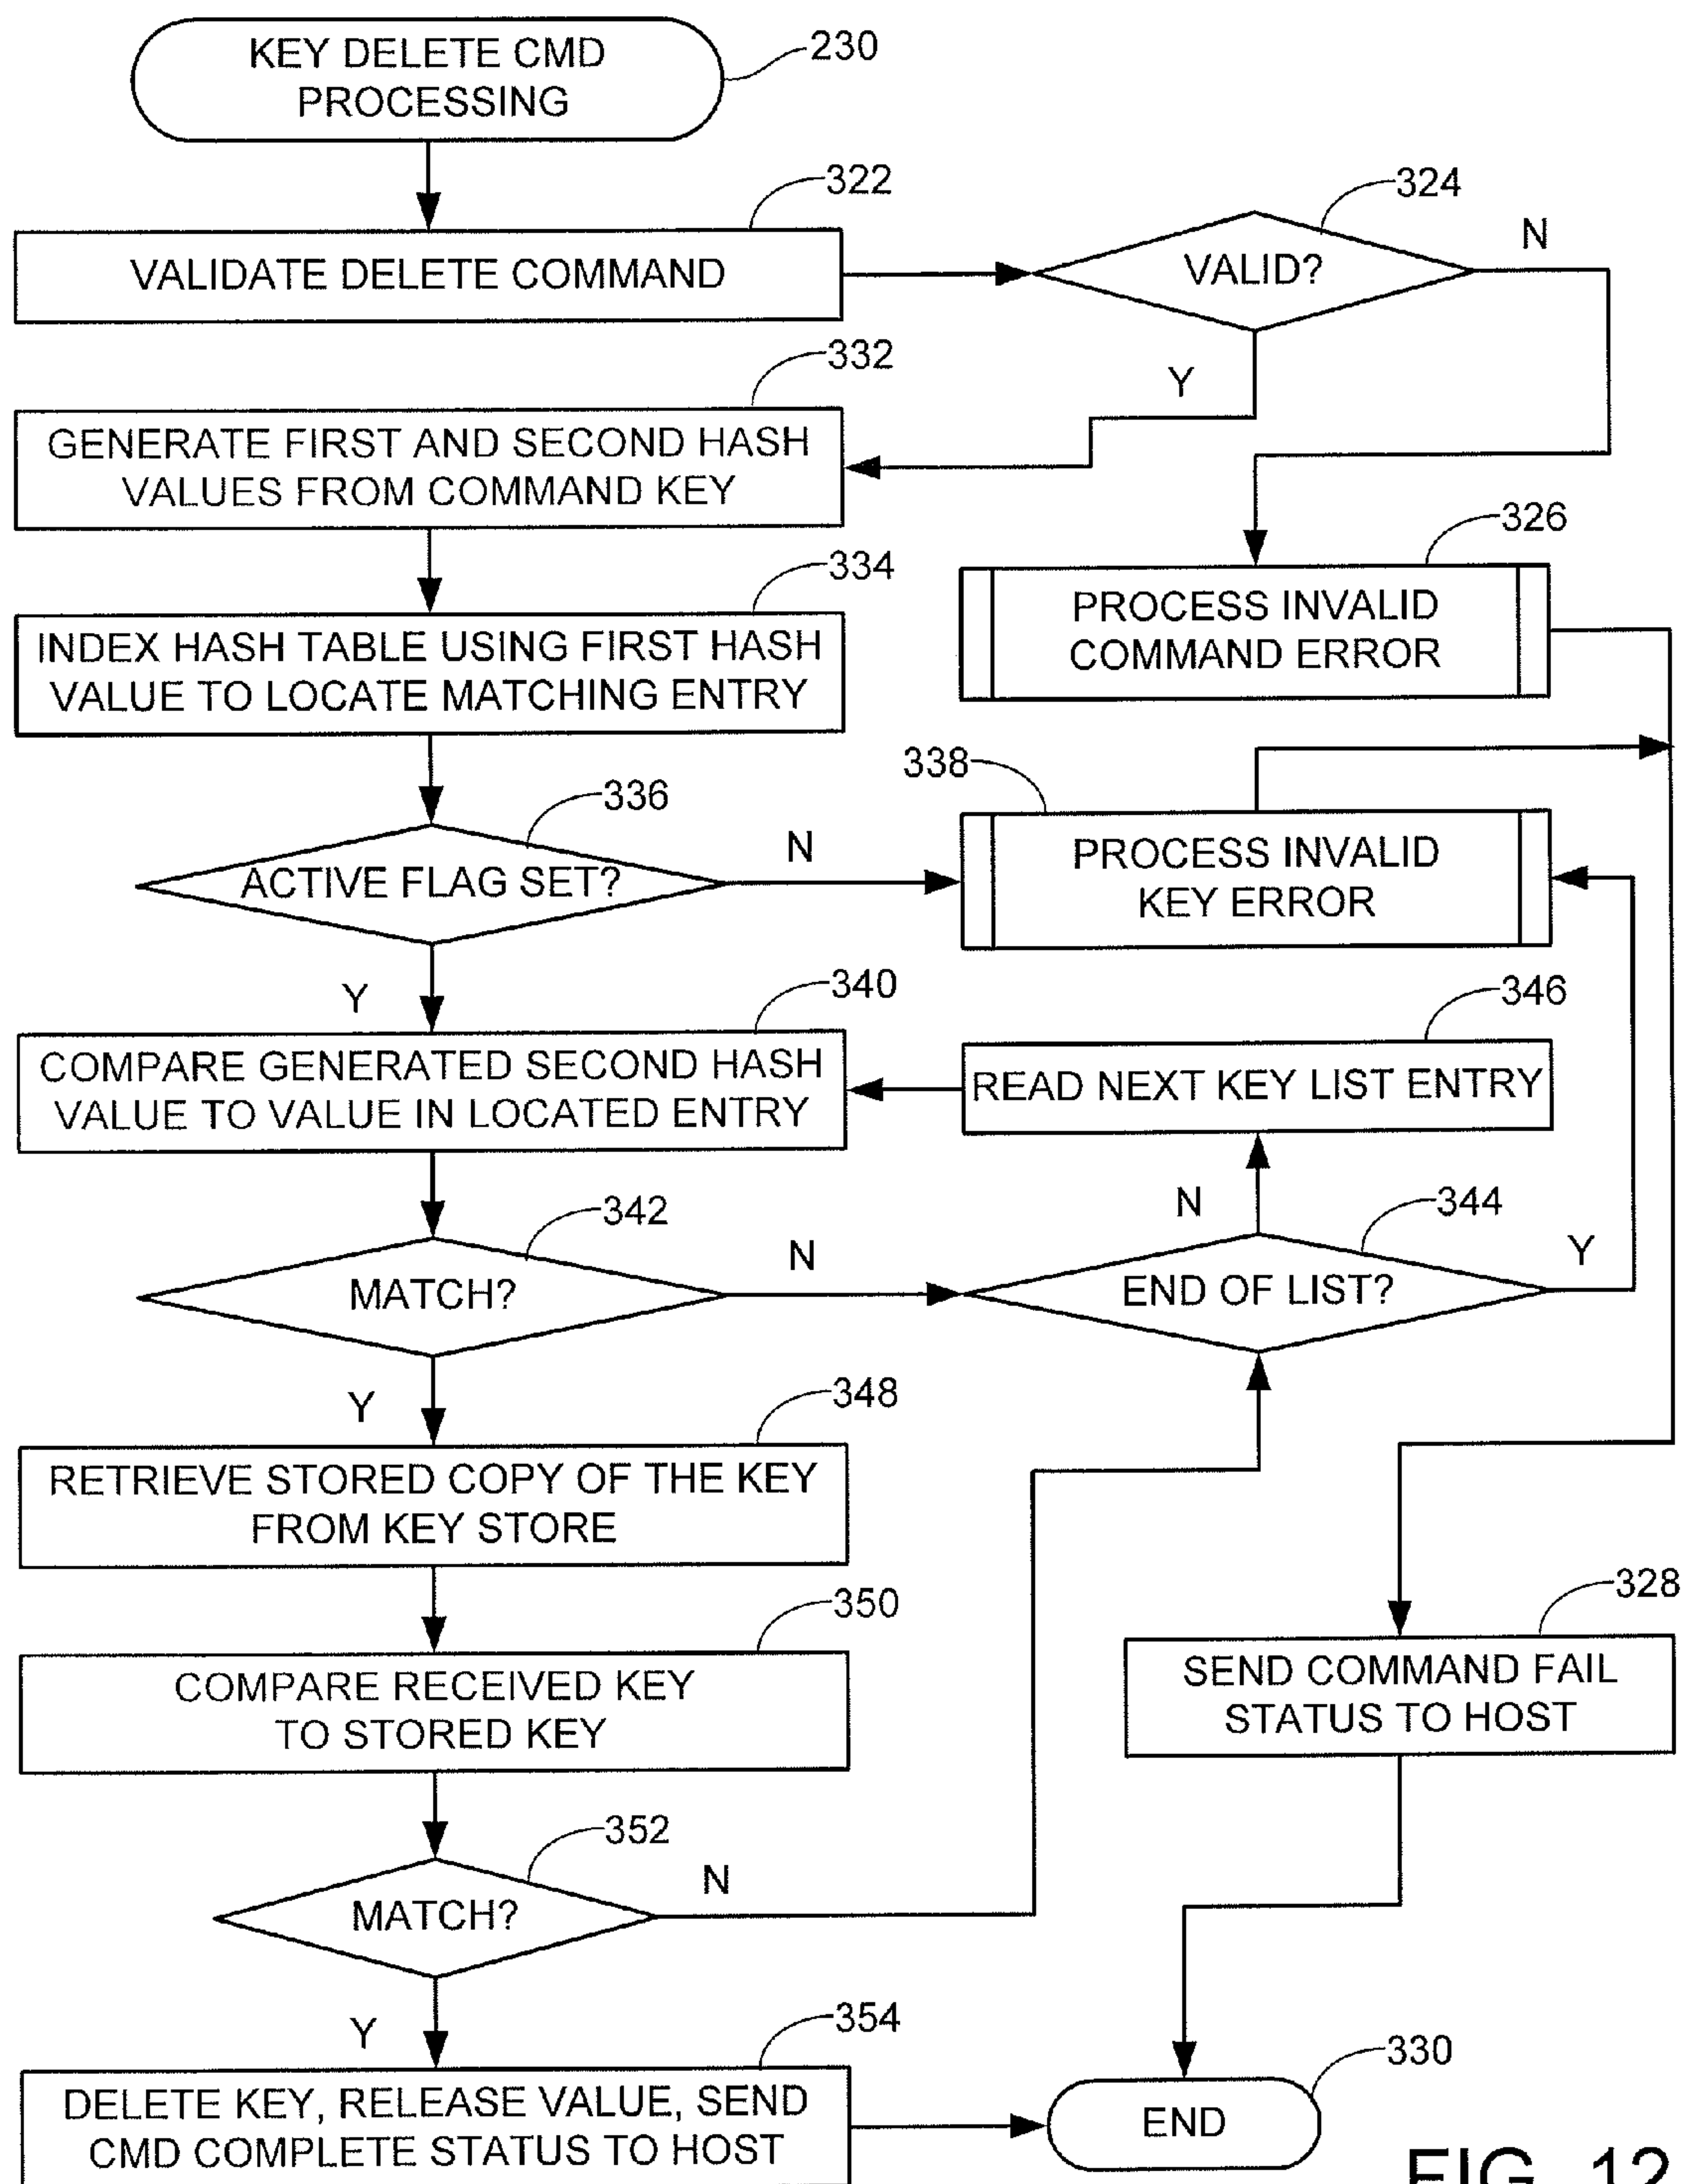 KEY DELETE CMD
PROCESSING
230
322
VALIDATE DELETE COMMAND
324
VALID?
N
Y
332
GENERATE FIRST AND SECOND HASH
VALUES FROM COMMAND KEY
326
PROCESS INVALID
COMMAND ERROR
334
INDEX HASH TABLE USING FIRST HASH
VALUE TO LOCATE MATCHING ENTRY
336
ACTIVE FLAG SET?
N
Y
338
PROCESS INVALID
KEY ERROR
340
COMPARE GENERATED SECOND HASH
VALUE TO VALUE IN LOCATED ENTRY
346
READ NEXT KEY LIST ENTRY
342
MATCH?
N
Y
344
END OF LIST?
N
Y
348
RETRIEVE STORED COPY OF THE KEY
FROM KEY STORE
350
COMPARE RECEIVED KEY
TO STORED KEY
328
SEND COMMAND FAIL
STATUS TO HOST
352
MATCH?
N
Y
354
DELETE KEY, RELEASE VALUE, SEND
CMD COMPLETE STATUS TO HOST
330
END
FIG. 12